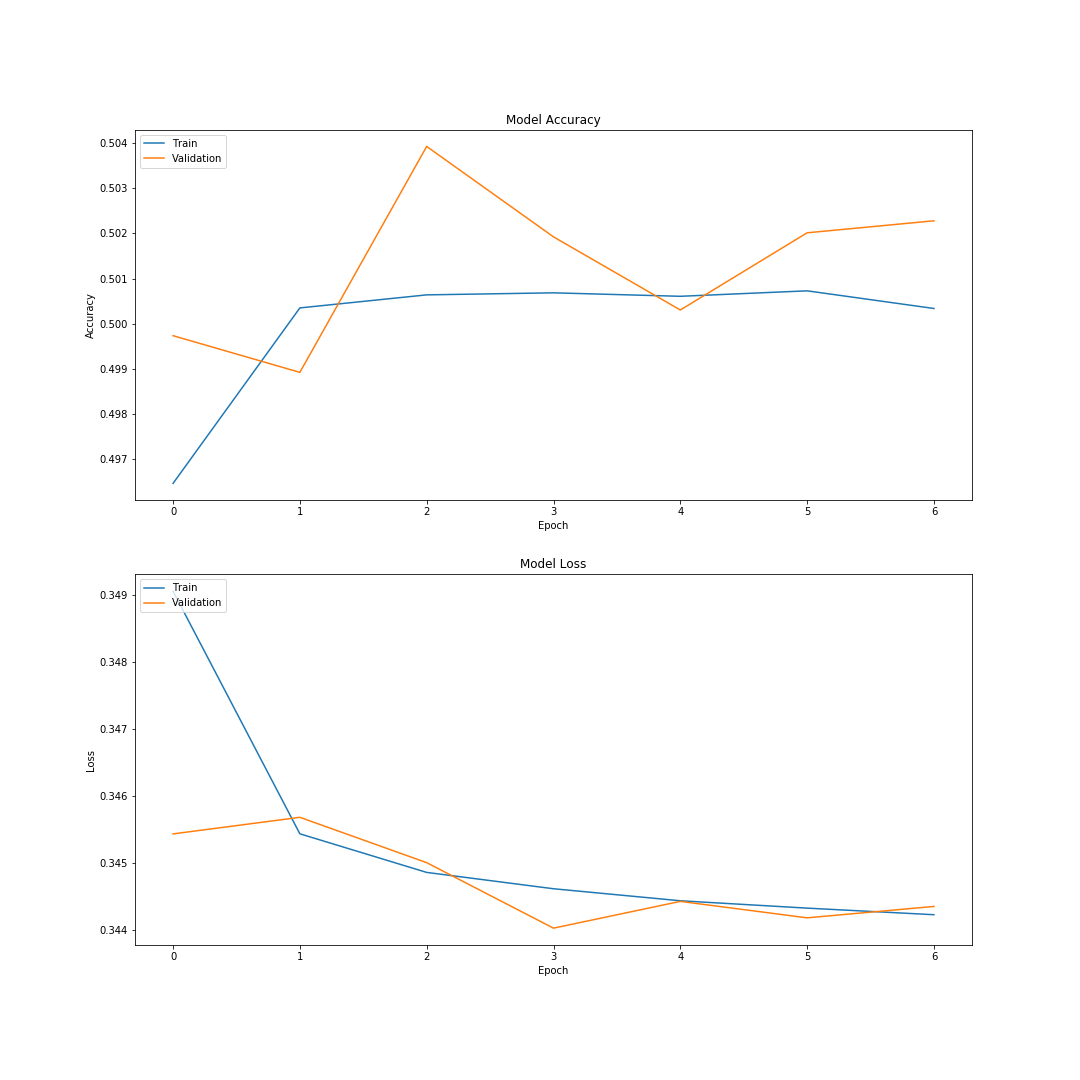 Model Accuracy
Train
Validation
0.504
0.503
0.502
0.501
0.500
0.499
0.498
0.497
Accuracy
0 1 2 3 4 5 6
Epoch
Model Loss
Train
Validation
0.349
0.348
0.347
0.346
0.345
0.344
Loss
0 1 2 3 4 5 6
Epoch